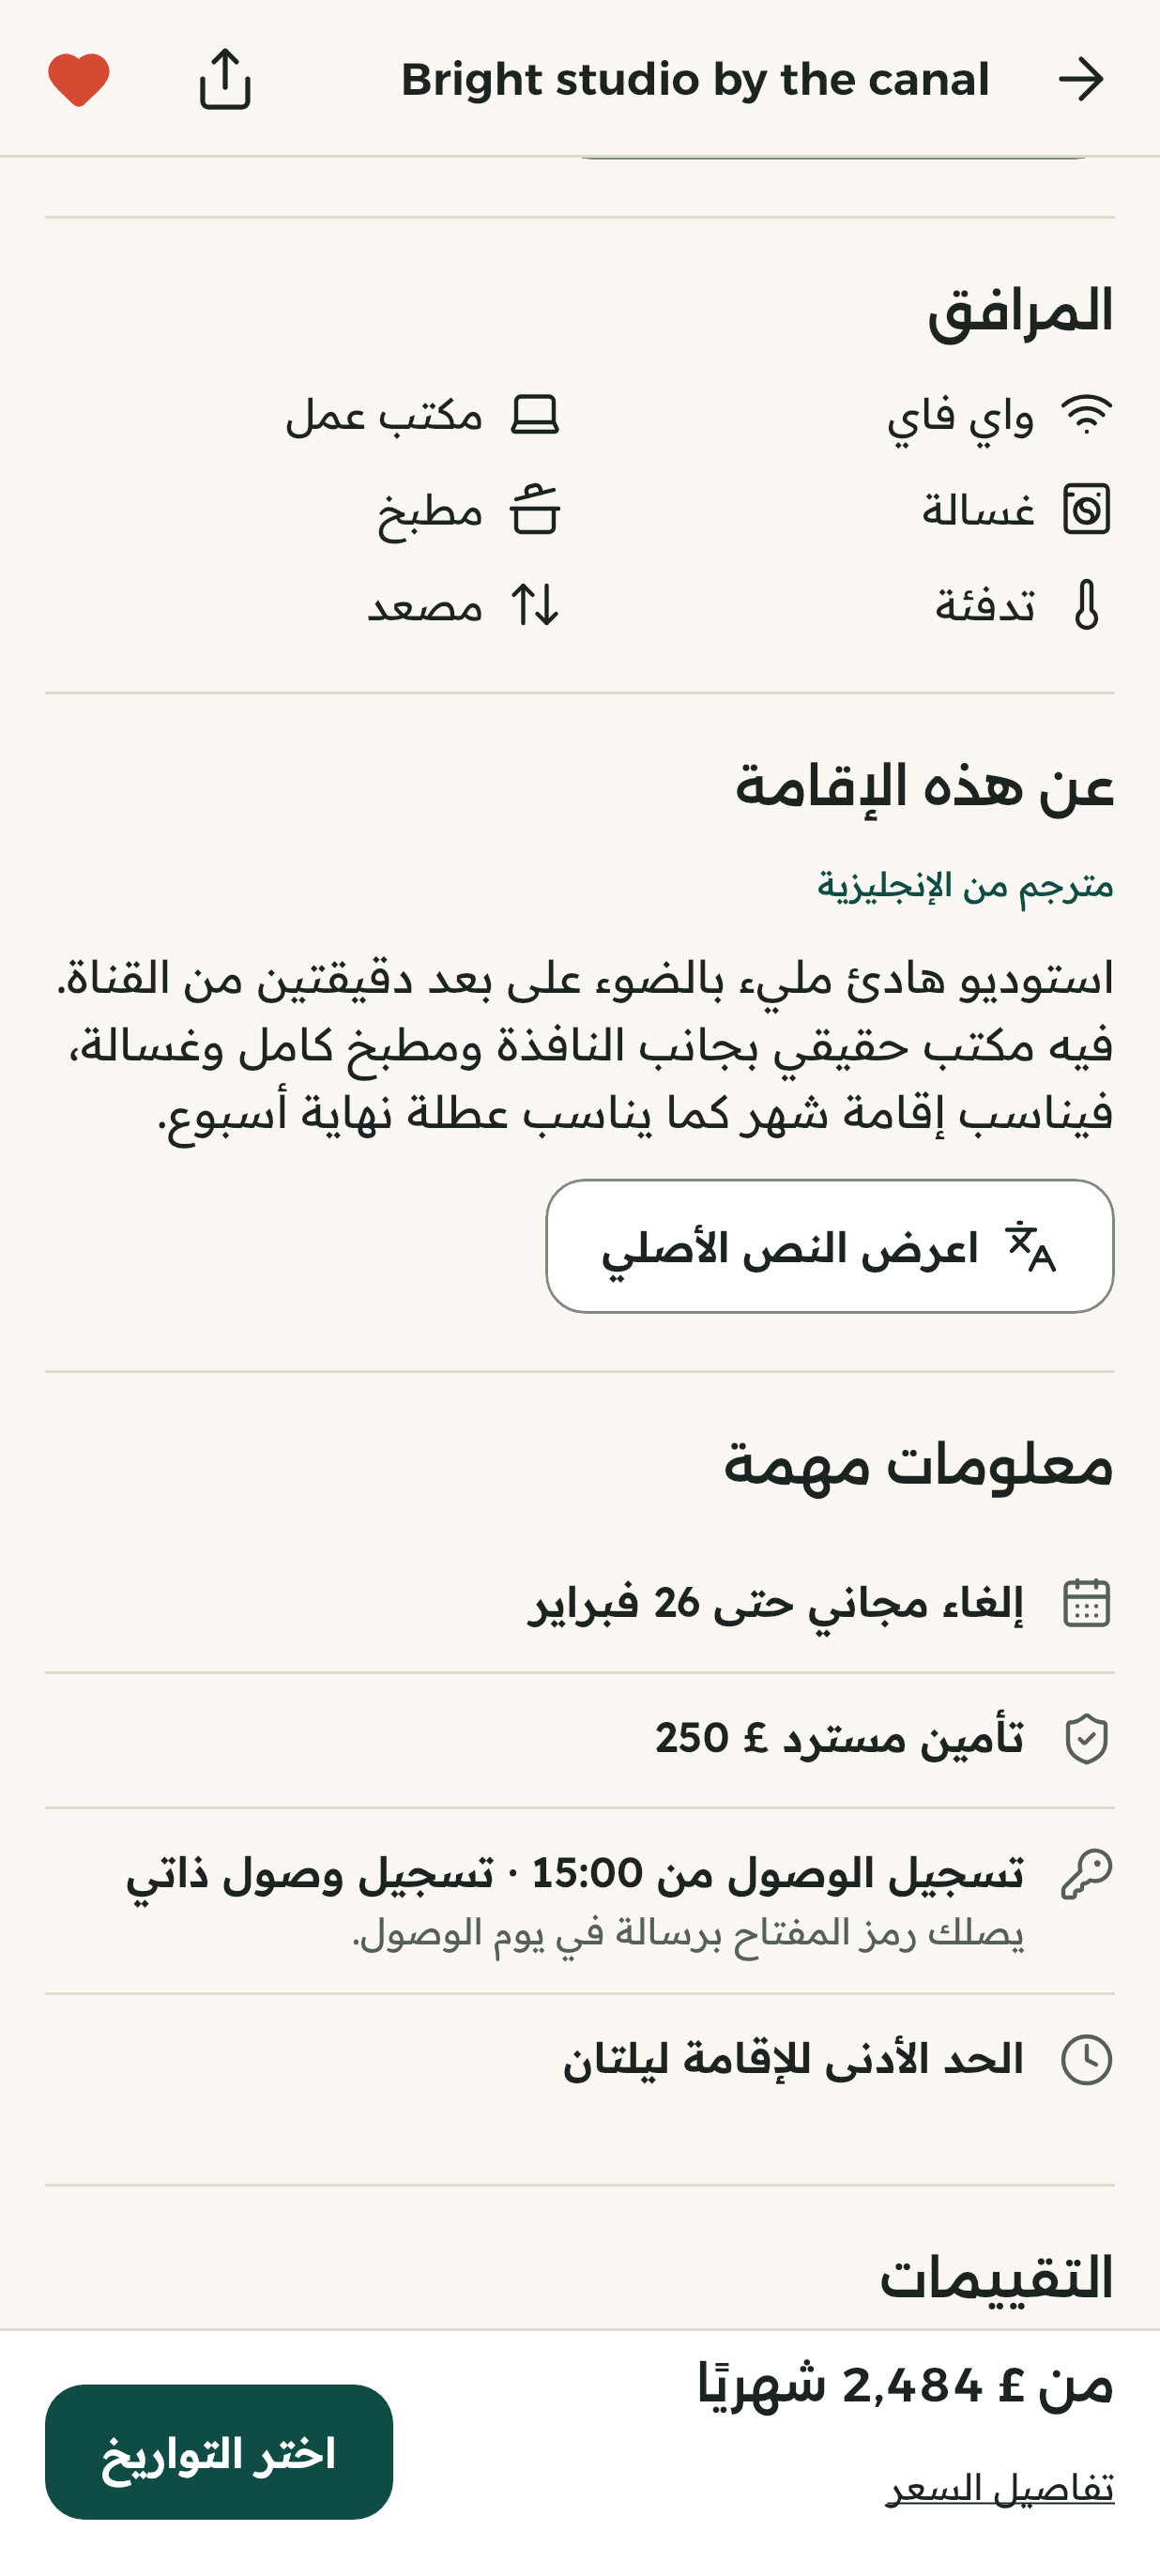 Bright studio by the canal
المرافق
واي فاي
مكتب عمل
غسالة
مطبخ
تدفئة
مصعد
عن هذه الإقامة
مترجم من الإنجليزية
استوديو هادئ مليء بالضوء على بعد دقيقتين من القناة.
فيه مكتب حقيقي بجانب النافذة ومطبخ كامل وغسالة،
فيناسب إقامة شهر كما يناسب عطلة نهاية أسبوع.
اعرض النص الأصلي
معلومات مهمة
إلغاء مجاني حتى 26 فبراير
تأمين مسترد £ 250
تسجيل الوصول من 15:00 · تسجيل وصول ذاتي
يصلك رمز المفتاح برسالة في يوم الوصول.
الحد الأدنى للإقامة ليلتان
التقييمات
من £ 2,484 شهريًا
تفاصيل السعر
اختر التواريخ